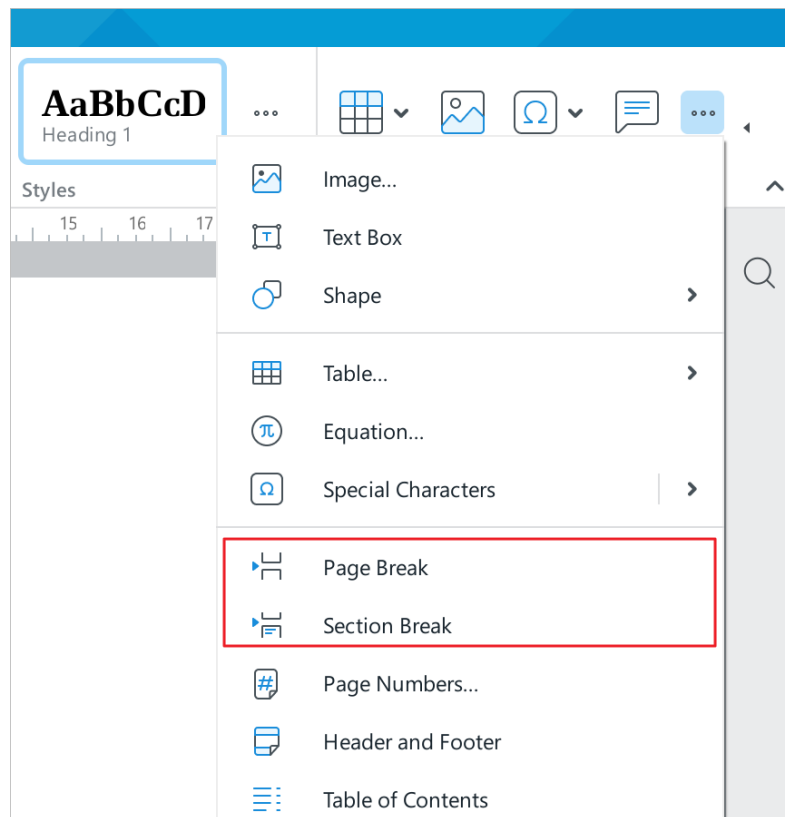 AaBbCcD
Heading 1
Styles
15 16 17
Image...
Text Box
Shape
Table...
Equation...
Special Characters
Page Break
Section Break
Page Numbers...
Header and Footer
Table of Contents